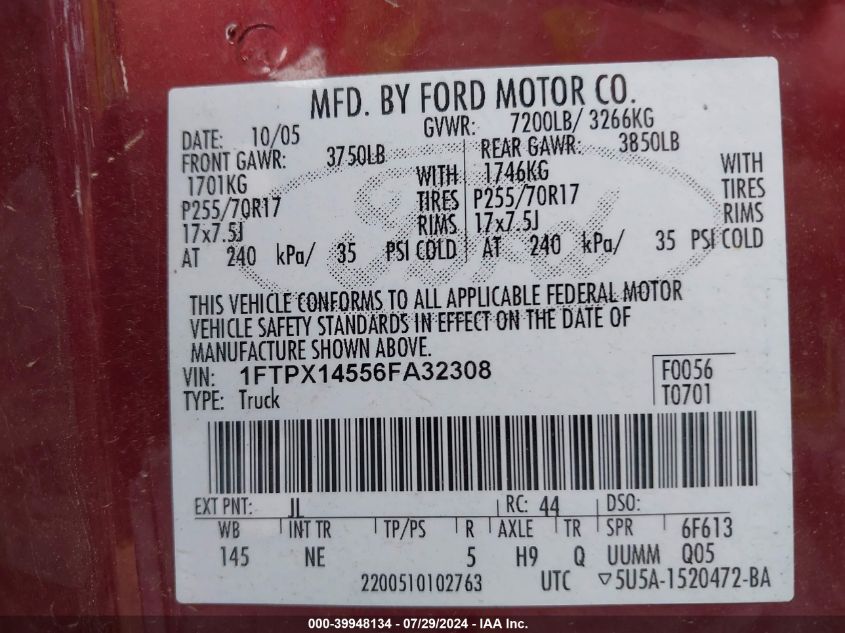 MFD. BY FORD MOTOR CO.
DATE: 10/05 GVWR: 7200LB/ 3266KG
FRONT GAWR: 3750LB REAR GAWR: 3850LB
1701KG WITH 1746KG WITH
P255/70R17 TIRES P255/70R17 TIRES
17x7.5J RIMS 17x7.5J RIMS
AT 240 kPa/ 35 PSI COLD AT 240 kPa/ 35 PSI COLD
Ford
THIS VEHICLE CONFORMS TO ALL APPLICABLE FEDERAL MOTOR
VEHICLE SAFETY STANDARDS IN EFFECT ON THE DATE OF
MANUFACTURE SHOWN ABOVE.
VIN: 1FTPX14556FA32308 F0056
TYPE: Truck T0701
EXT PNT: JL RC: 44 DSO:
WB INT TR TP/PS R AXLE TR SPR 6F613
145 NE 5 H9 Q UUMM Q05
2200510102763 UTC ▽5U5A-1520472-BA
000-39948134 - 07/29/2024 - IAA Inc.